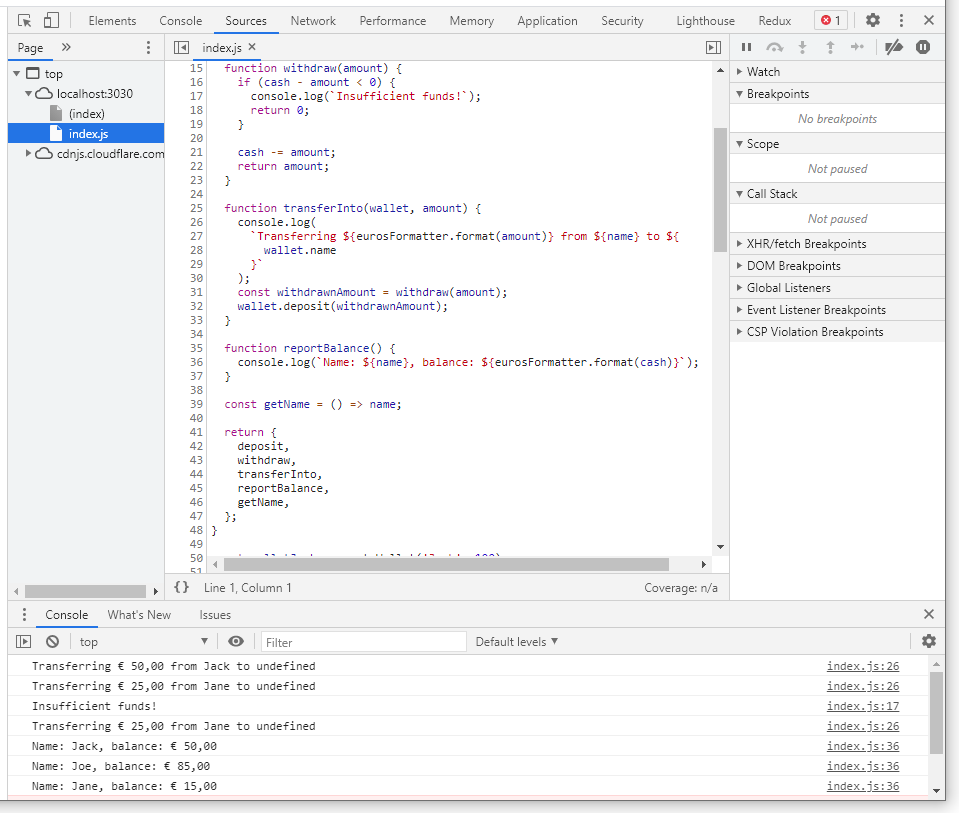 Elements Console Sources Network Performance Memory Application Security Lighthouse Redux 1
Page
index.js
top
localhost:3030
(index)
index.js
cdnjs.cloudflare.com
15 function withdraw(amount) {
16 if (cash - amount < 0) {
17 console.log(`Insufficient funds!`);
18 return 0;
19 }
20
21 cash -= amount;
22 return amount;
23 }
24
25 function transferInto(wallet, amount) {
26 console.log(
27 `Transferring ${eurosFormatter.format(amount)} from ${name} to ${
28 wallet.name
29 }`
30 );
31 const withdrawnAmount = withdraw(amount);
32 wallet.deposit(withdrawnAmount);
33 }
34
35 function reportBalance() {
36 console.log(`Name: ${name}, balance: ${eurosFormatter.format(cash)}`);
37 }
38
39 const getName = () => name;
40
41 return {
42 deposit,
43 withdraw,
44 transferInto,
45 reportBalance,
46 getName,
47 };
48 }
49
50
51
{} Line 1, Column 1 Coverage: n/a
Watch
Breakpoints
No breakpoints
Scope
Not paused
Call Stack
Not paused
XHR/fetch Breakpoints
DOM Breakpoints
Global Listeners
Event Listener Breakpoints
CSP Violation Breakpoints
Console What's New Issues
top Filter Default levels
Transferring € 50,00 from Jack to undefined index.js:26
Transferring € 25,00 from Jane to undefined index.js:26
Insufficient funds! index.js:17
Transferring € 25,00 from Jane to undefined index.js:26
Name: Jack, balance: € 50,00 index.js:36
Name: Joe, balance: € 85,00 index.js:36
Name: Jane, balance: € 15,00 index.js:36